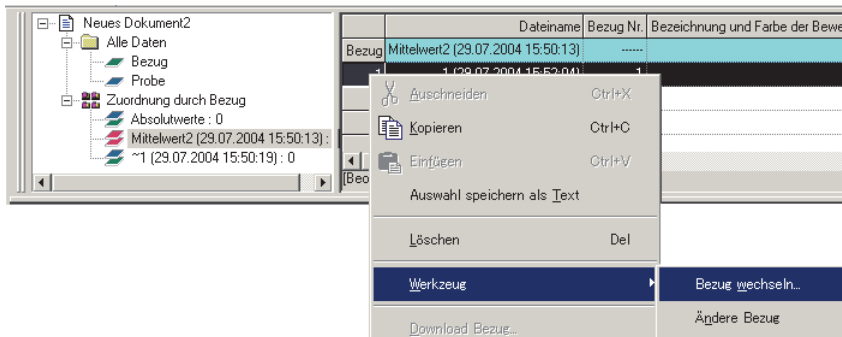 Neues Dokument2
Alle Daten
Bezug
Probe
Zuordnung durch Bezug
Absolutwerte : 0
Mittelwert2 (29.07.2004 15:50:13) :
~1 (29.07.2004 15:50:19) : 0
Dateiname Bezug Nr. Bezeichnung und Farbe der Bewe
Bezug Mittelwert2 (29.07.2004 15:50:13) ------
1 1 (29.07.2004 15:52:04) 1
[Beo
Auschneiden Ctrl+X
Kopieren Ctrl+C
Einfügen Ctrl+V
Auswahl speichern als Text
Löschen Del
Werkzeug
Download Bezug...
Bezug wechseln...
Ändere Bezug